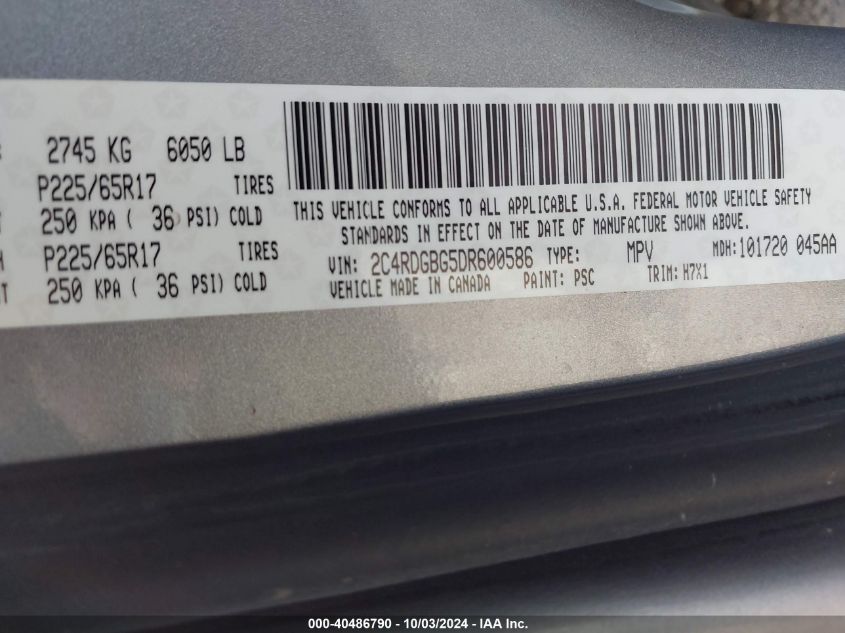 2745 KG 6050 LB
P225/65R17 TIRES
250 KPA ( 36 PSI) COLD
P225/65R17 TIRES
250 KPA ( 36 PSI) COLD
THIS VEHICLE CONFORMS TO ALL APPLICABLE U.S.A. FEDERAL MOTOR VEHICLE SAFETY
STANDARDS IN EFFECT ON THE DATE OF MANUFACTURE SHOWN ABOVE.
VIN: 2C4RDGBG5DR600586 TYPE: MPV MDH:101720 045AA
VEHICLE MADE IN CANADA PAINT: PSC TRIM: H7X1
000-40486790 - 10/03/2024 - IAA Inc.